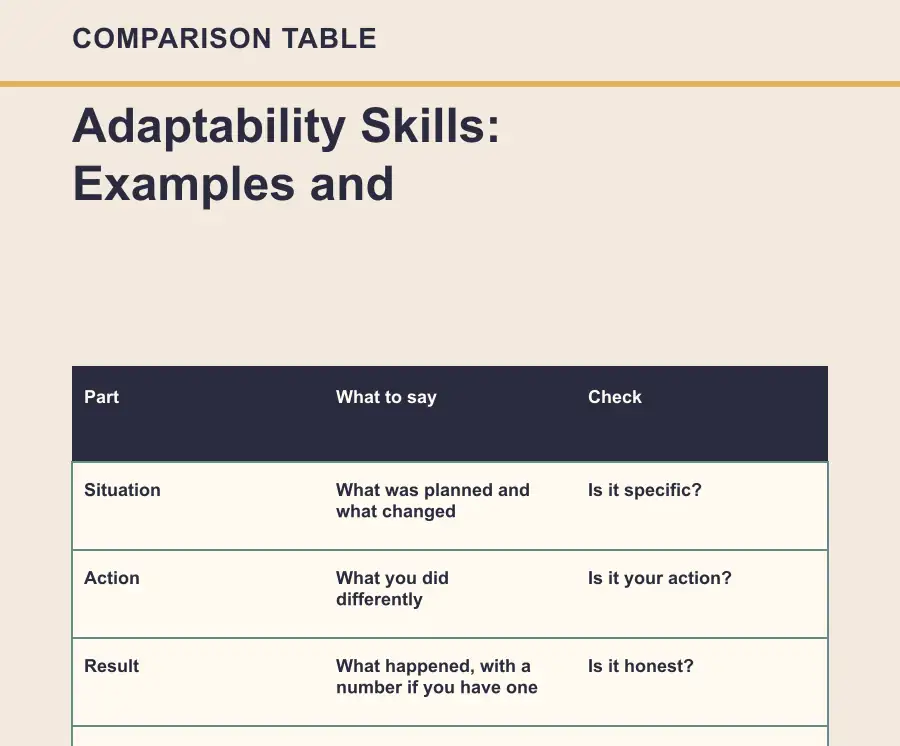 COMPARISON TABLE
Adaptability Skills:
Examples and
Part What to say Check
Situation What was planned and Is it specific?
what changed
Action What you did Is it your action?
differently
Result What happened, with a Is it honest?
number if you have one